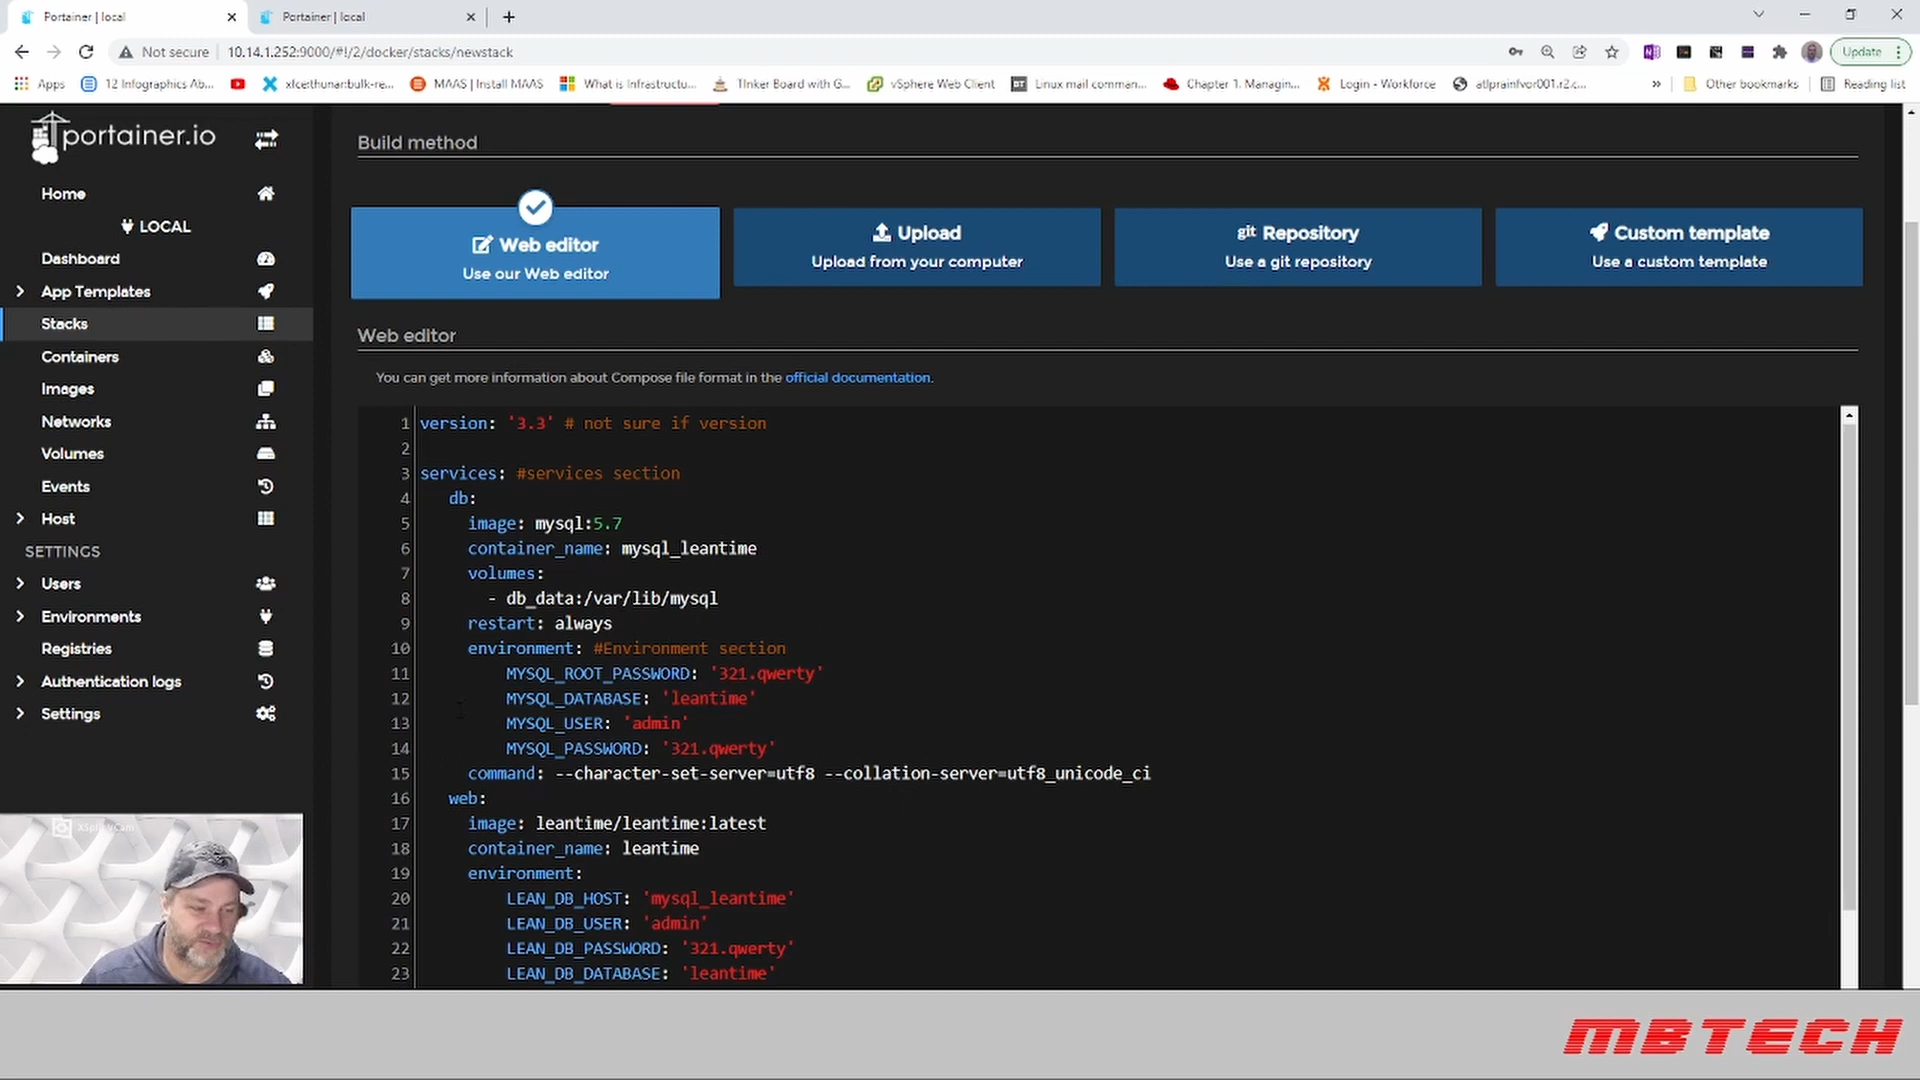 Portainer | local
Portainer | local
Not secure
10.14.1.252:9000/#!/2/docker/stacks/newstack
Update
Apps
12 Infographics Ab...
xlcethunar:bulk-re...
MAAS | Install MAAS
What is Infrastructu...
TInker Board with G...
vSphere Web Client
Linux mail comman...
Chapter 1. Managin...
Login - Workforce
atlprainfvor001.r2.c...
»
Other bookmarks
Reading list
portainer.io
Home
LOCAL
Dashboard
App Templates
Stacks
Containers
Images
Networks
Volumes
Events
Host
SETTINGS
Users
Environments
Registries
Authentication logs
Settings
Build method
Web editor
Use our Web editor
Upload
Upload from your computer
git Repository
Use a git repository
Custom template
Use a custom template
Web editor
You can get more information about Compose file format in the official documentation.
1 version: '3.3' # not sure if version
2
3 services: #services section
4 db:
5 image: mysql:5.7
6 container_name: mysql_leantime
7 volumes:
8 - db_data:/var/lib/mysql
9 restart: always
10 environment: #Environment section
11 MYSQL_ROOT_PASSWORD: '321.qwerty'
12 MYSQL_DATABASE: 'leantime'
13 MYSQL_USER: 'admin'
14 MYSQL_PASSWORD: '321.qwerty'
15 command: --character-set-server=utf8 --collation-server=utf8_unicode_ci
16 web:
17 image: leantime/leantime:latest
18 container_name: leantime
19 environment:
20 LEAN_DB_HOST: 'mysql_leantime'
21 LEAN_DB_USER: 'admin'
22 LEAN_DB_PASSWORD: '321.qwerty'
23 LEAN_DB_DATABASE: 'leantime'
XSplit VCam
MBTECH